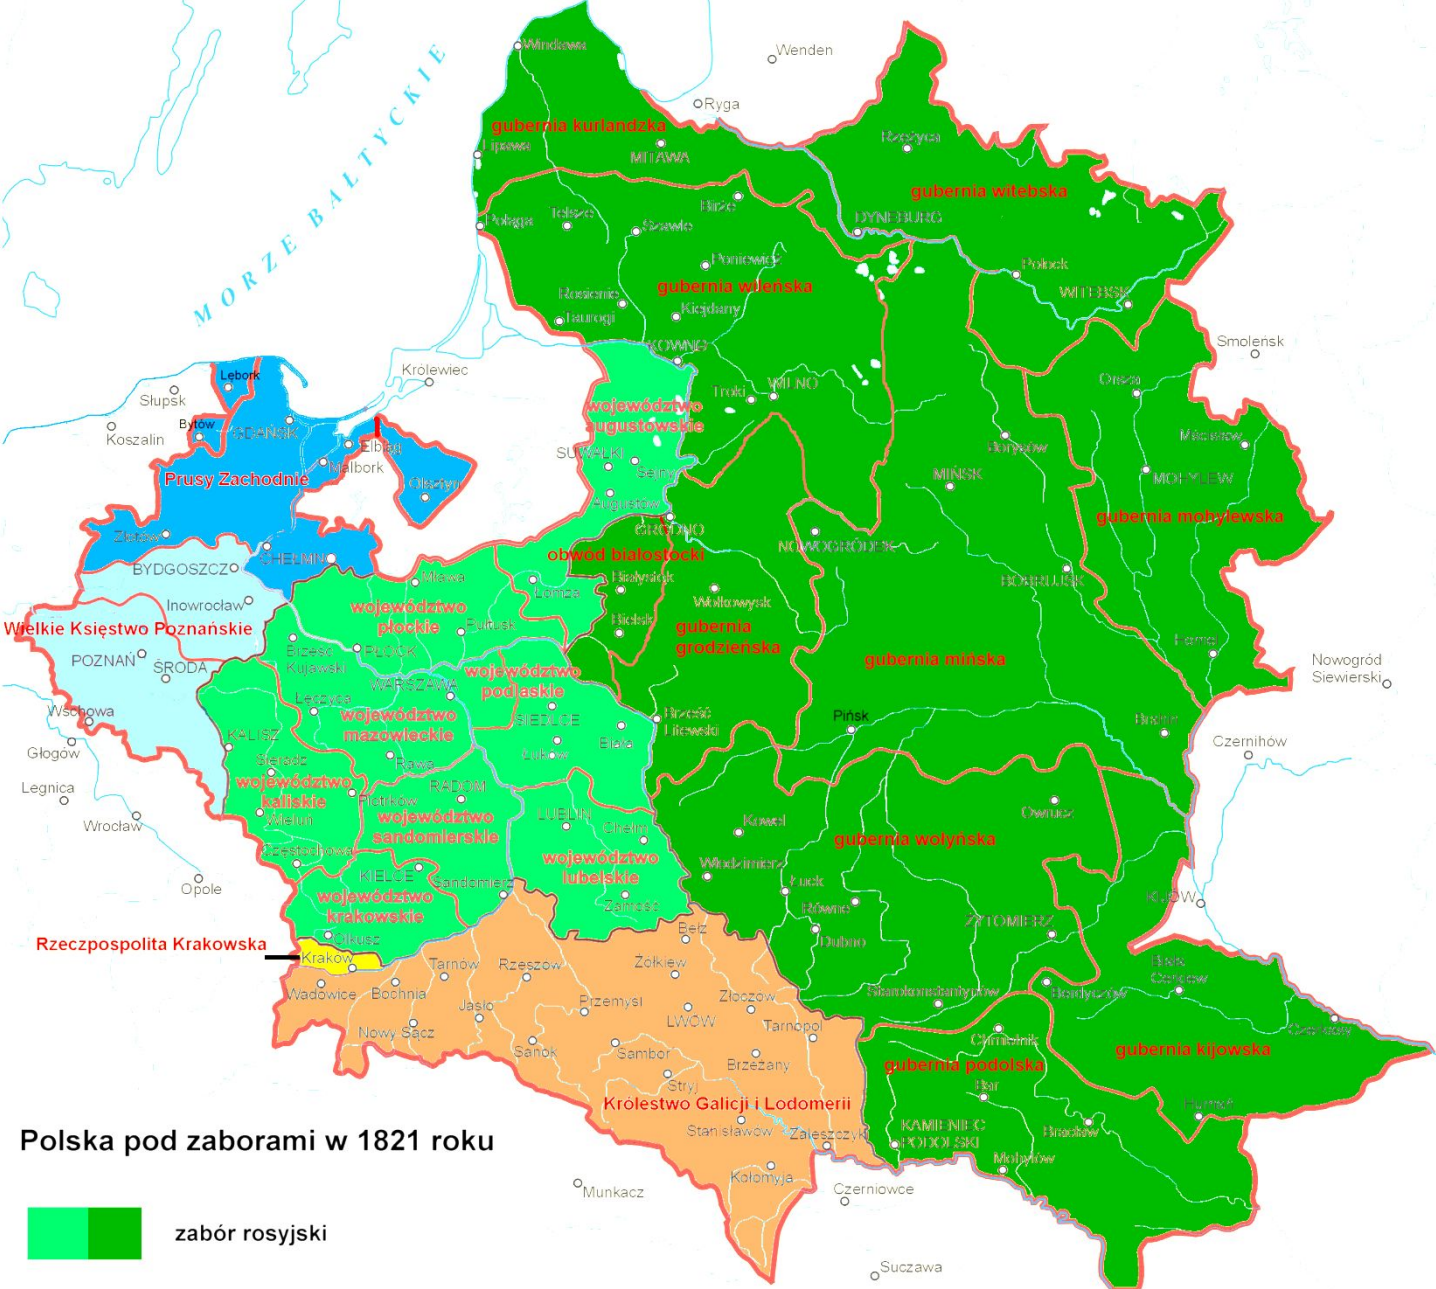 Windawa
Wenden
Ryga
gubernia kurlandzka
Lipawa
MITAWA
Rzeżyca
gubernia witebska
MORZE BAŁTYCKIE
Połąga
Telsze
Szawle
Birże
DYNEBURG
Poniewież
Połock
gubernia wileńska
WITEBSK
Rosienie
Taurogi
Kiejdany
Smoleńsk
KOWNO
Królewiec
Lębork
Słupsk
Troki
WILNO
Orsza
województwo
augustowskie
Bytów
GDAŃSK
Koszalin
Elbląg
Malbork
SUWAŁKI
Sejny
Borysów
Mścisław
Prusy Zachodnie
Olsztyn
MIŃSK
MOHYLEW
Augustów
gubernia mohylewska
Złotów
GRODNO
NOWOGRÓDEK
CHEŁMNO
obwód białostocki
BYDGOSZCZ
Mława
Łomża
Białystok
Wołkowysk
BOBRUJSK
Inowrocław
województwo
płockie
Pułtusk
Bielsk
gubernia
grodzieńska
Wielkie Księstwo Poznańskie
Brześć
Kujawski
PŁOCK
Homel
POZNAŃ
ŚRODA
gubernia mińska
Nowogród
Siewierski
województwo
podlaskie
WARSZAWA
Łęczyca
Wschowa
województwo
mazowieckie
SIEDLCE
Brześć
Litewski
Pińsk
Głogów
KALISZ
Łuków
Biała
Czernihów
Sieradz
Rawa
Legnica
województwo
kaliskie
Piotrków
RADOM
Owrucz
Wieluń
województwo
sandomierskie
LUBLIN
Chełm
Kowel
Wrocław
gubernia wołyńska
Częstochowa
województwo
lubelskie
Opole
KIELCE
Sandomierz
Włodzimierz
Łuck
województwo
krakowskie
Zamość
Równe
KIJÓW
ŻYTOMIERZ
Olkusz
Bełz
Dubno
Rzeczpospolita Krakowska
Kraków
Tarnów
Rzeszów
Żółkiew
Biała
Cerkiew
Wadowice
Bochnia
Jasło
Przemyśl
Złoczów
Starokonstantynów
Berdyczów
Nowy Sącz
LWÓW
Tarnopol
Sanok
Sambor
Brzeżany
Chmielnik
gubernia kijowska
gubernia podolska
Stryj
Bar
Królestwo Galicji i Lodomerii
Humań
Stanisławów
Zaleszczyki
KAMIENIEC
PODOLSKI
Bracław
Polska pod zaborami w 1821 roku
Mohylów
Kołomyja
Munkacz
Czerniowce
zabór rosyjski
Suczawa